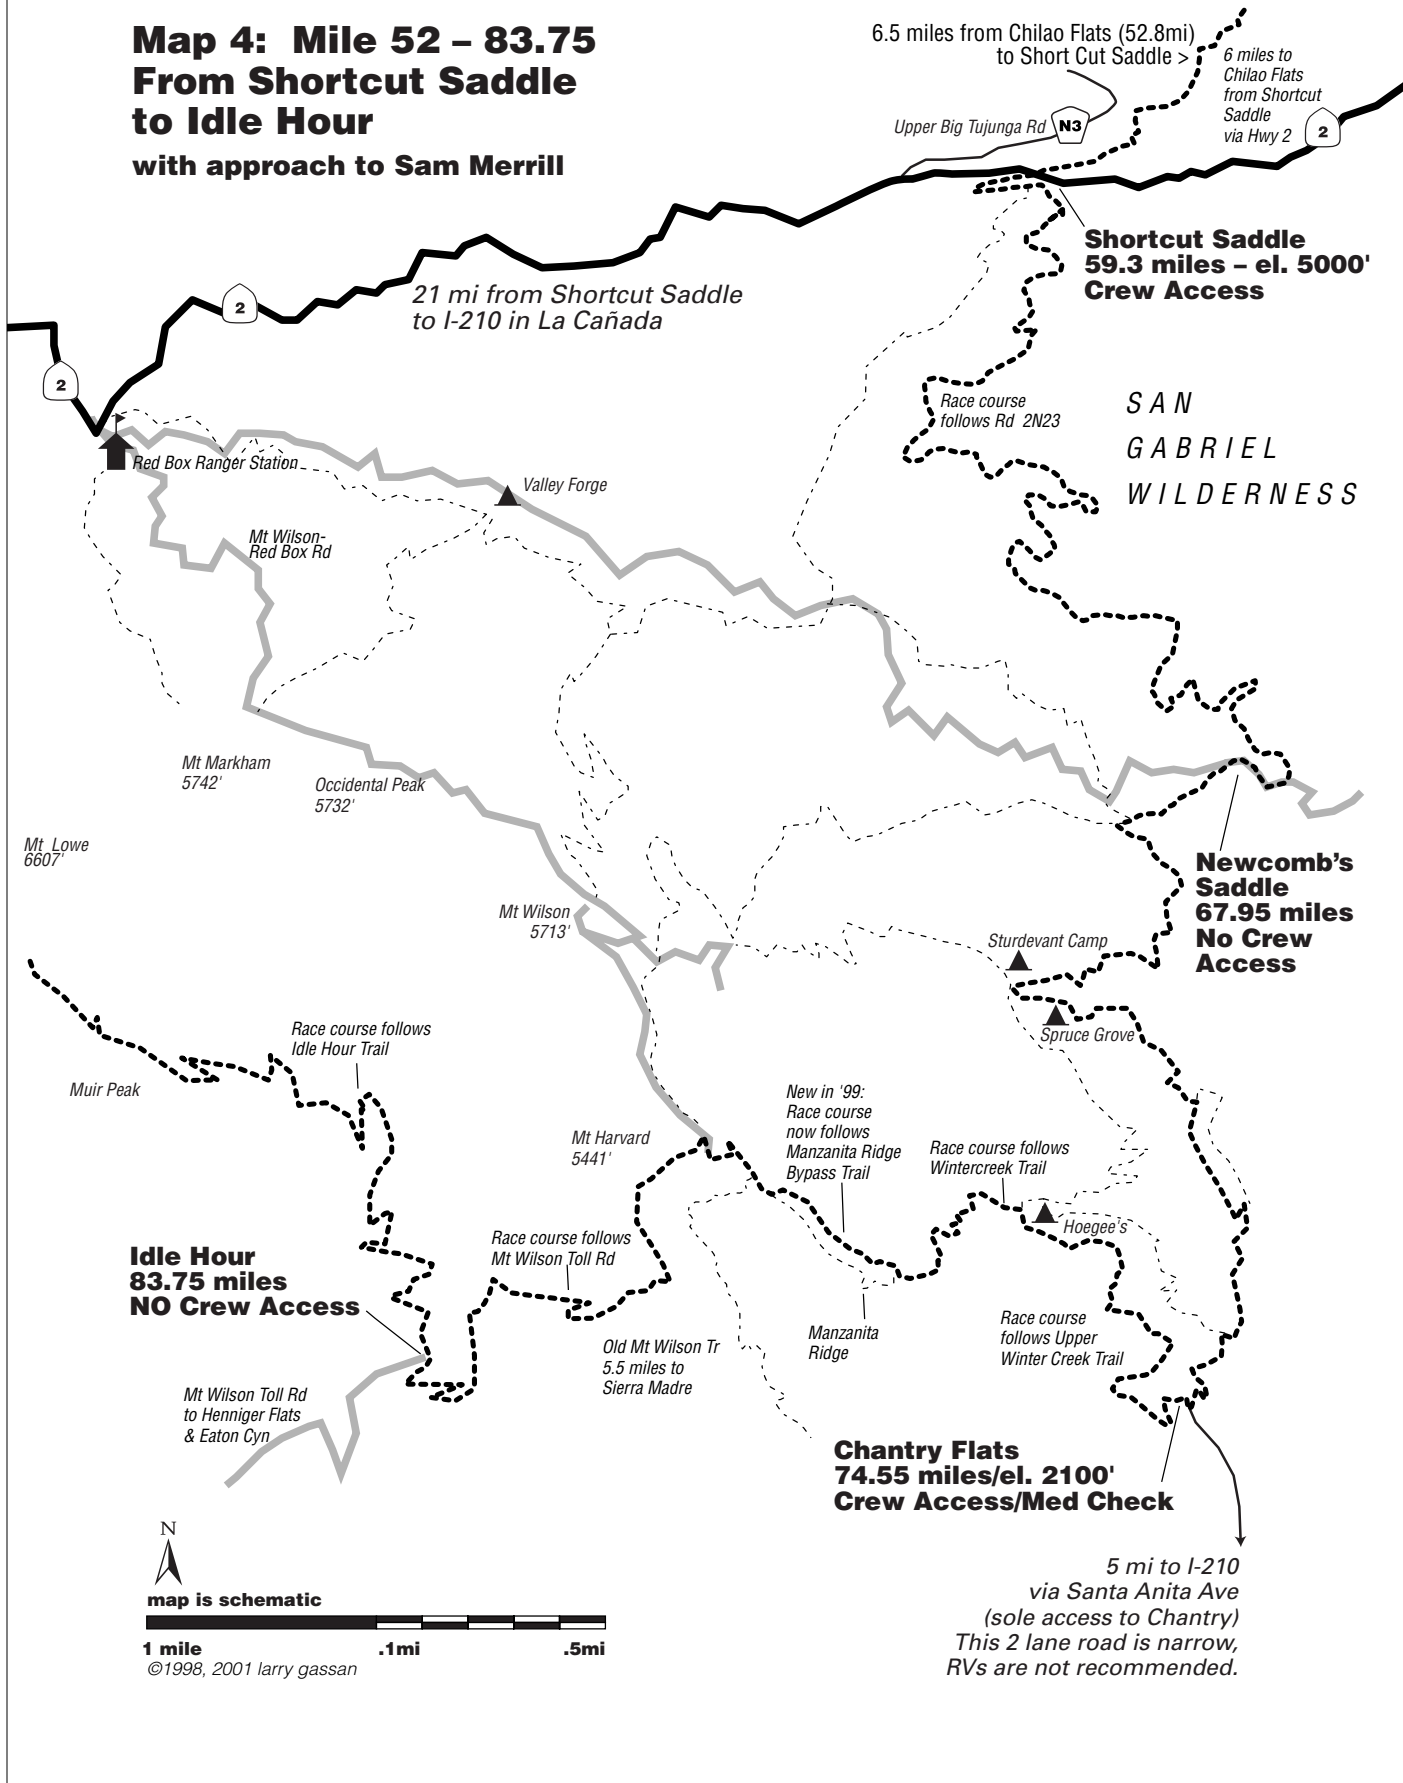 Map 4:  Mile 52 – 83.75
From Shortcut Saddle
to Idle Hour
with approach to Sam Merrill
6.5 miles from Chilao Flats (52.8mi)
to Short Cut Saddle >
6 miles to
Chilao Flats
from Shortcut
Saddle
via Hwy 2
Upper Big Tujunga Rd
N3
2
Shortcut Saddle
59.3 miles – el. 5000'
Crew Access
2
21 mi from Shortcut Saddle
to I-210 in La Cañada
2
Race course
follows Rd 2N23
SAN
GABRIEL
WILDERNESS
Red Box Ranger Station
Valley Forge
Mt Wilson-
Red Box Rd
Mt Markham
5742'
Occidental Peak
5732'
Mt Lowe
6607'
Newcomb's
Saddle
67.95 miles
No Crew
Access
Mt Wilson
5713'
Sturdevant Camp
Spruce Grove
Race course follows
Idle Hour Trail
Muir Peak
New in '99:
Race course
now follows
Manzanita Ridge
Bypass Trail
Mt Harvard
5441'
Race course follows
Wintercreek Trail
Hoegee's
Race course follows
Mt Wilson Toll Rd
Idle Hour
83.75 miles
NO Crew Access
Manzanita
Ridge
Race course
follows Upper
Winter Creek Trail
Old Mt Wilson Tr
5.5 miles to
Sierra Madre
Mt Wilson Toll Rd
to Henniger Flats
& Eaton Cyn
Chantry Flats
74.55 miles/el. 2100'
Crew Access/Med Check
N
map is schematic
1 mile .1mi .5mi
©1998, 2001 larry gassan
5 mi to I-210
via Santa Anita Ave
(sole access to Chantry)
This 2 lane road is narrow,
RVs are not recommended.